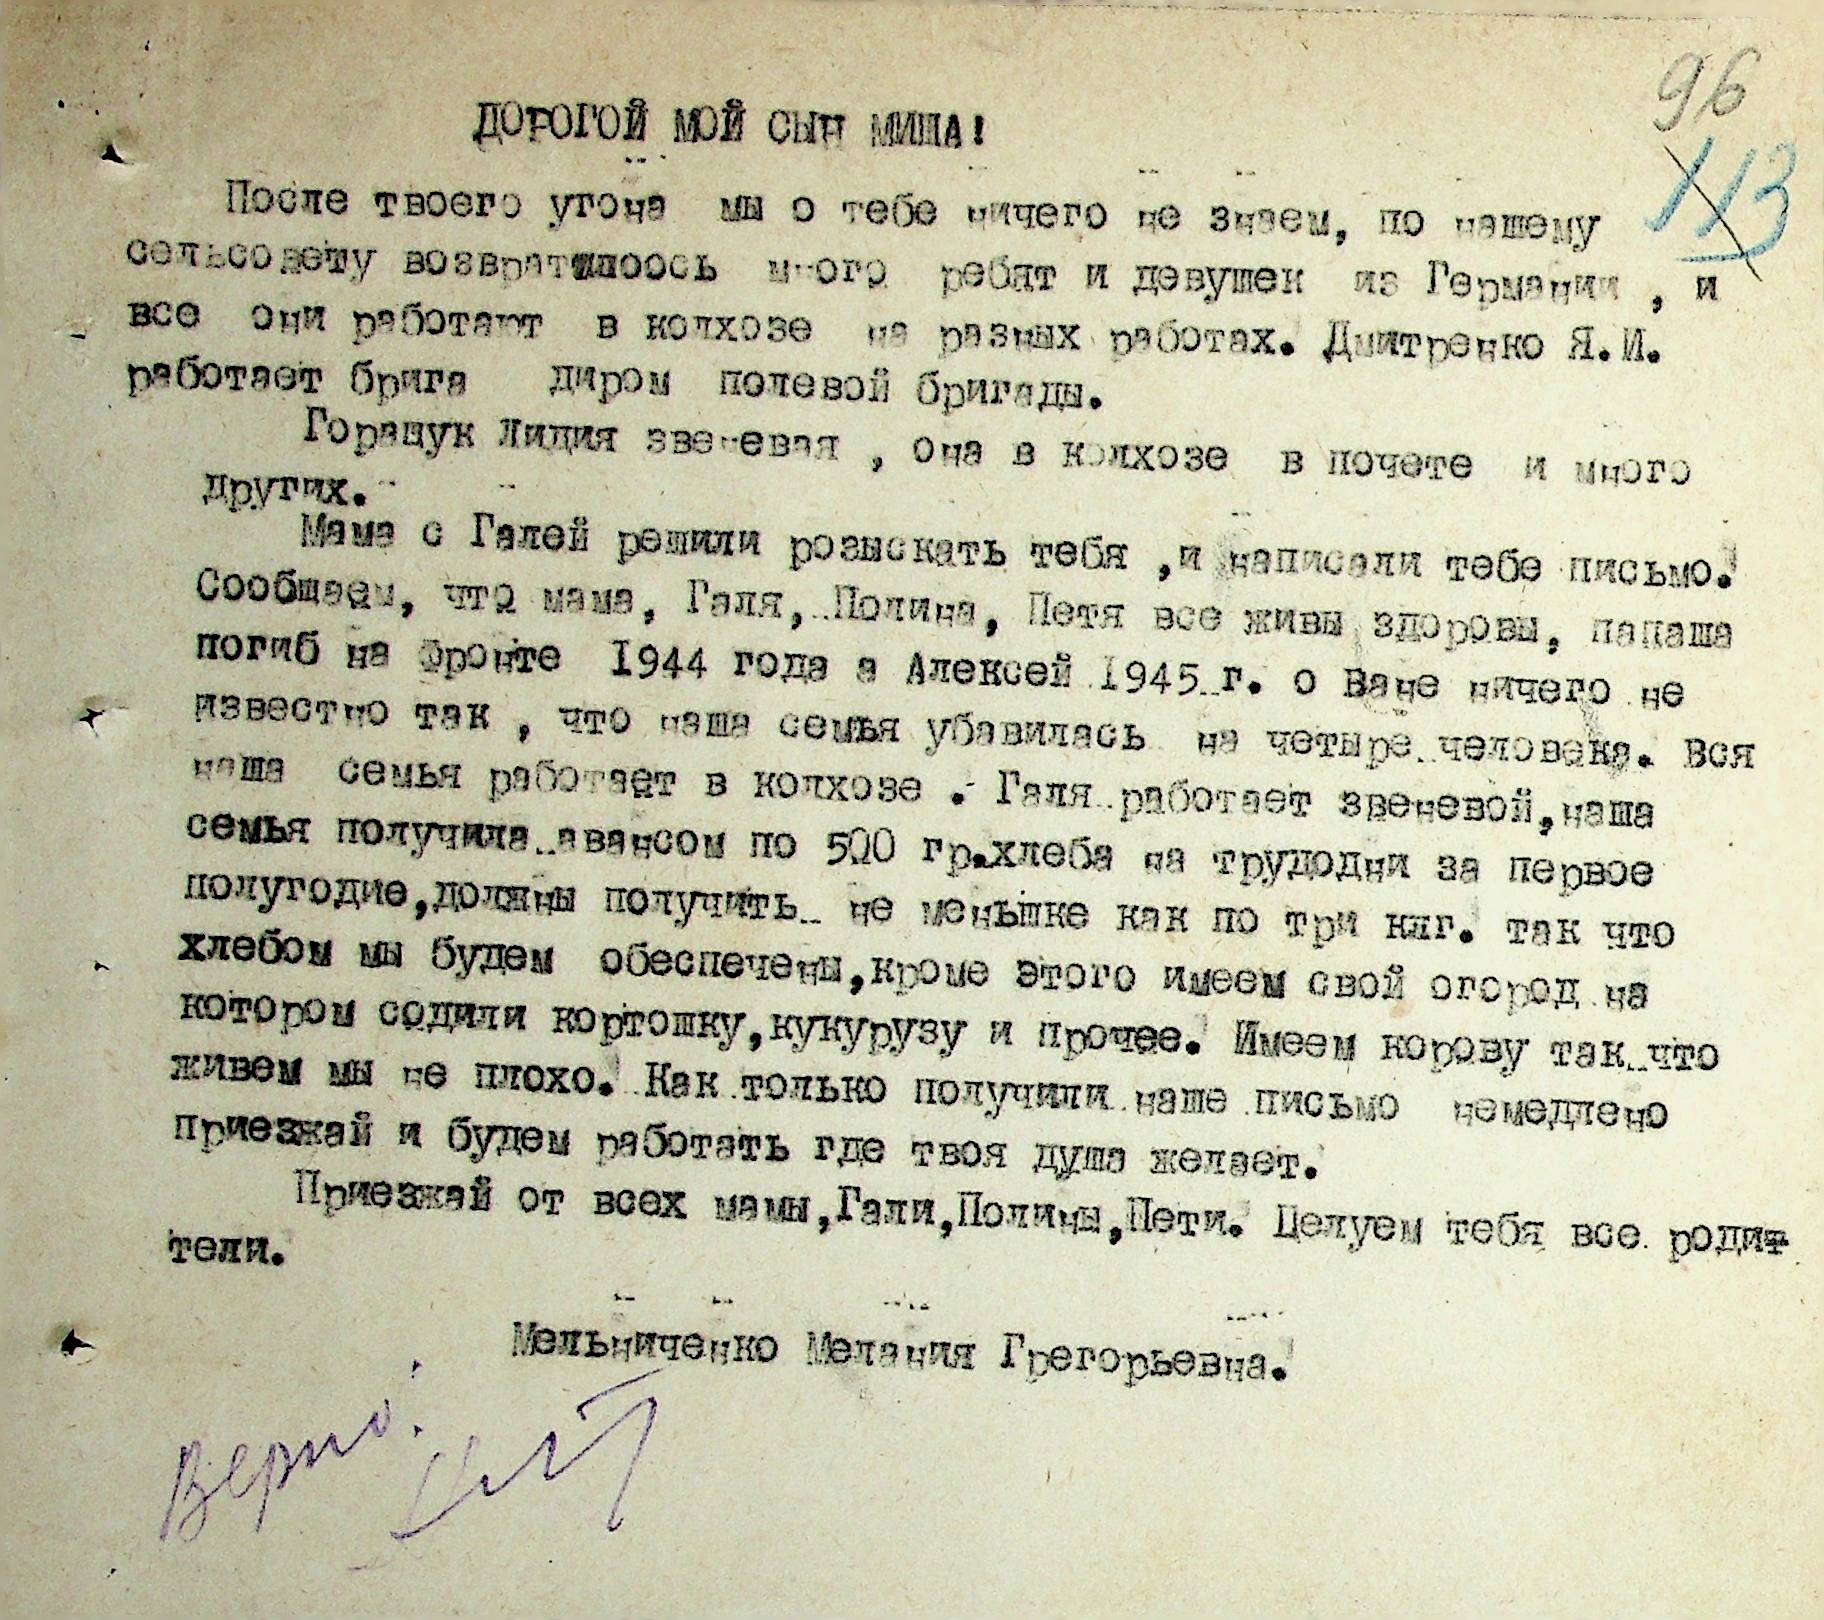 96
113
ДОРОГОЙ МОЙ СЫН МИША!
После твоего угона мы о тебе ничего не знаем, по нашему
сельсовету возвратилоось много ребят и девушек из Германии , и
все они работают в колхозе на разных работах. Дмитренко Я.И.
работает брига диром полевой бригады.
Горащук Лидия звеневая , она в колхозе в почете и много
других.
Мама с Галей решили розыскать тебя ,и написали тебе письмо.
Сообщаем, что мама, Галя, Полина, Петя все живы здоровы, папаша
погиб на фронте 1944 года а Алексей 1945 г. о Ване ничего не
известно так , что наша семья убавилась на четыре человека. Вся
наша семья работает в колхозе . Галя работает звеневой,наша
семья получила авансом по 500 гр.хлеба на трудодни за первое
полугодие,должны получить не меньшке как по три клг. так что
хлебом мы будем обеспечены,кроме этого имеем свой огород на
котором содили кортошку,кукурузу и прочее. Имеем корову так что
живем мы не плохо. Как только получили наше письмо немедлено
приезжай и будем работать где твоя душа желает.
Приезжай от всех мамы,Гали,Полины,Пети. Целуем тебя все родит
тели.
Мельниченко Мелания Грегорьевна.
Верно: